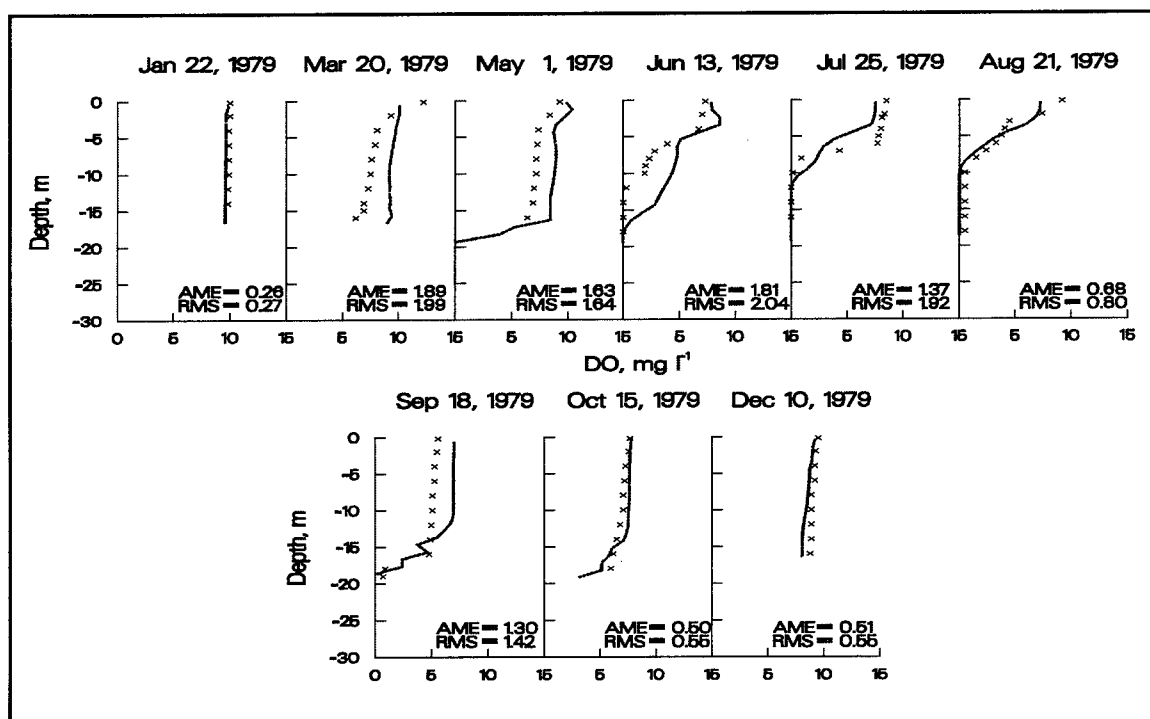 Jan 22, 1979 Mar 20, 1979 May 1, 1979 Jun 13, 1979 Jul 25, 1979 Aug 21, 1979
0
-5
-10
-15
-20
-25
-30
Depth, m
AME = 0.26
RMS = 0.27
AME = 1.89
RMS = 1.99
AME = 1.63
RMS = 1.64
AME = 1.81
RMS = 2.04
AME = 1.37
RMS = 1.92
AME = 0.68
RMS = 0.80
0 5 10 15 5 10 15 5 10 15 5 10 15 5 10 15 5 10 15
DO, mg l⁻¹
Sep 18, 1979 Oct 15, 1979 Dec 10, 1979
0
-5
-10
-15
-20
-25
-30
Depth, m
AME = 1.30
RMS = 1.42
AME = 0.50
RMS = 0.55
AME = 0.51
RMS = 0.55
0 5 10 15 5 10 15 5 10 15